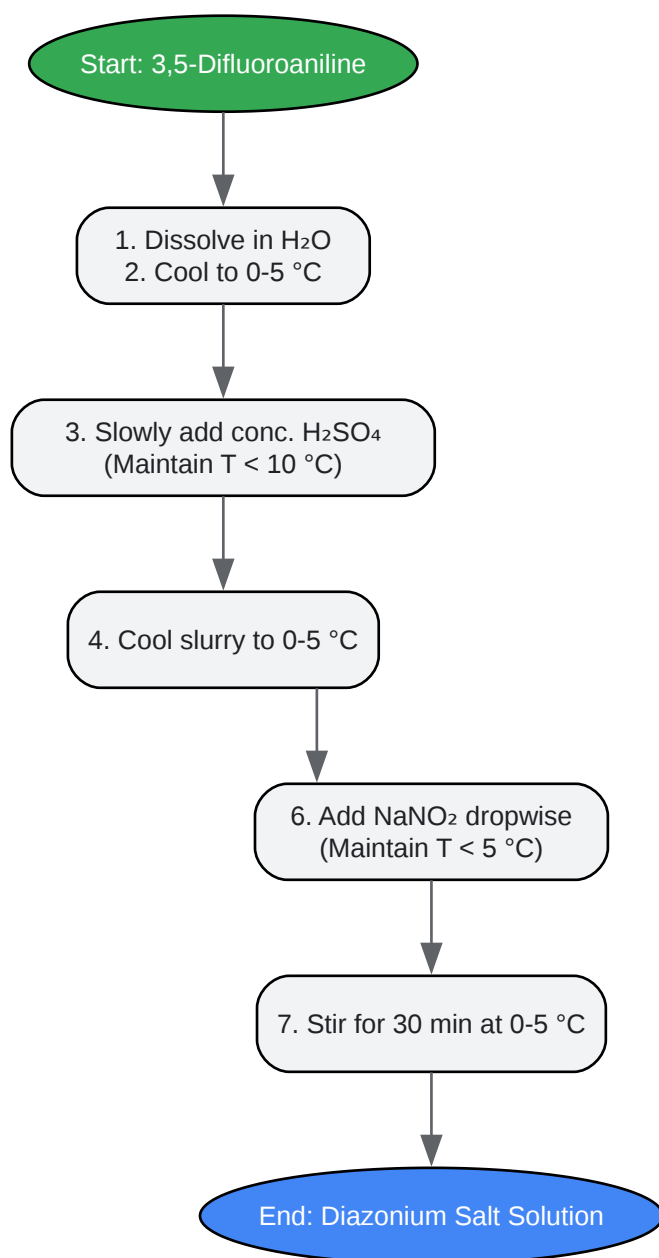 Start: 3,5-Difluoroaniline
1. Dissolve in H₂O
2. Cool to 0-5 °C
3. Slowly add conc. H₂SO₄
(Maintain T < 10 °C)
4. Cool slurry to 0-5 °C
6. Add NaNO₂ dropwise
(Maintain T < 5 °C)
7. Stir for 30 min at 0-5 °C
End: Diazonium Salt Solution